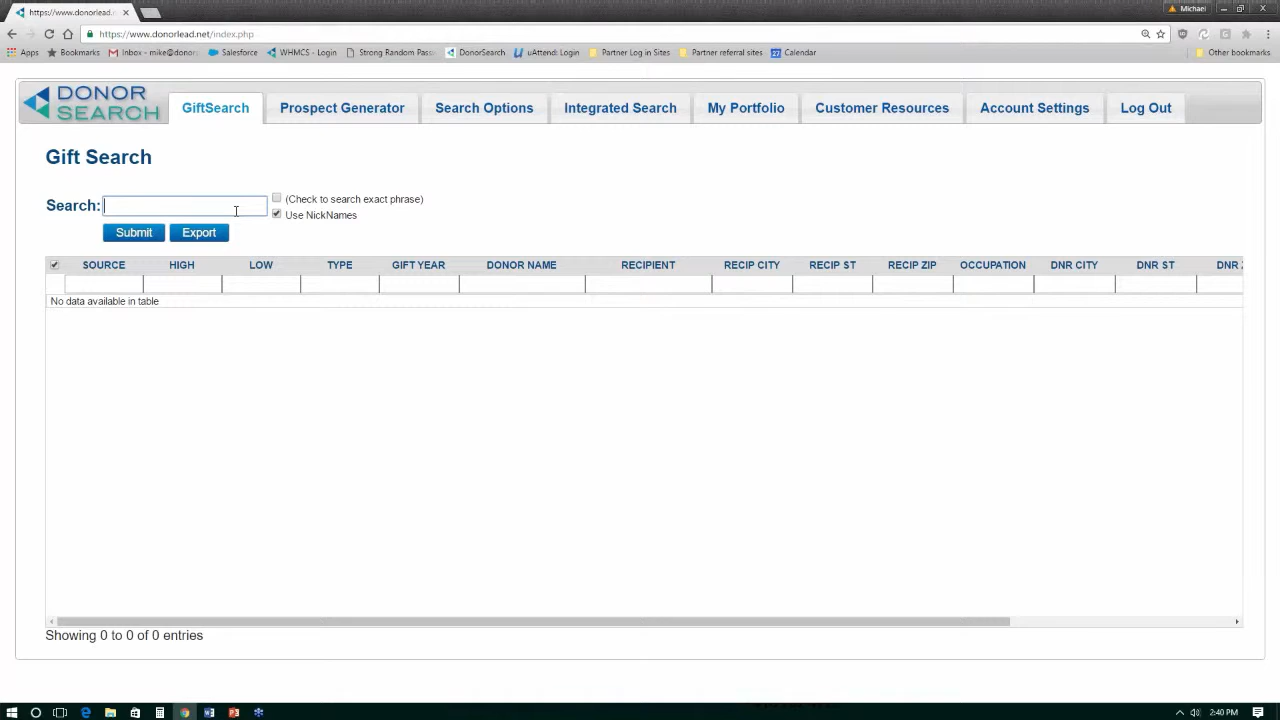 https://www.donorlead.n
Michael
https://www.donorlead.net/index.php
Apps Bookmarks Inbox - mike@donor Salesforce WHMCS - Login Strong Random Pass DonorSearch uAttend: Login Partner Log in Sites Partner referral sites Calendar Other bookmarks
DONOR
SEARCH
GiftSearch Prospect Generator Search Options Integrated Search My Portfolio Customer Resources Account Settings Log Out
Gift Search
Search: (Check to search exact phrase)
Use NickNames
Submit Export
SOURCE HIGH LOW TYPE GIFT YEAR DONOR NAME RECIPIENT RECIP CITY RECIP ST RECIP ZIP OCCUPATION DNR CITY DNR ST DNR
No data available in table
Showing 0 to 0 of 0 entries
2:40 PM